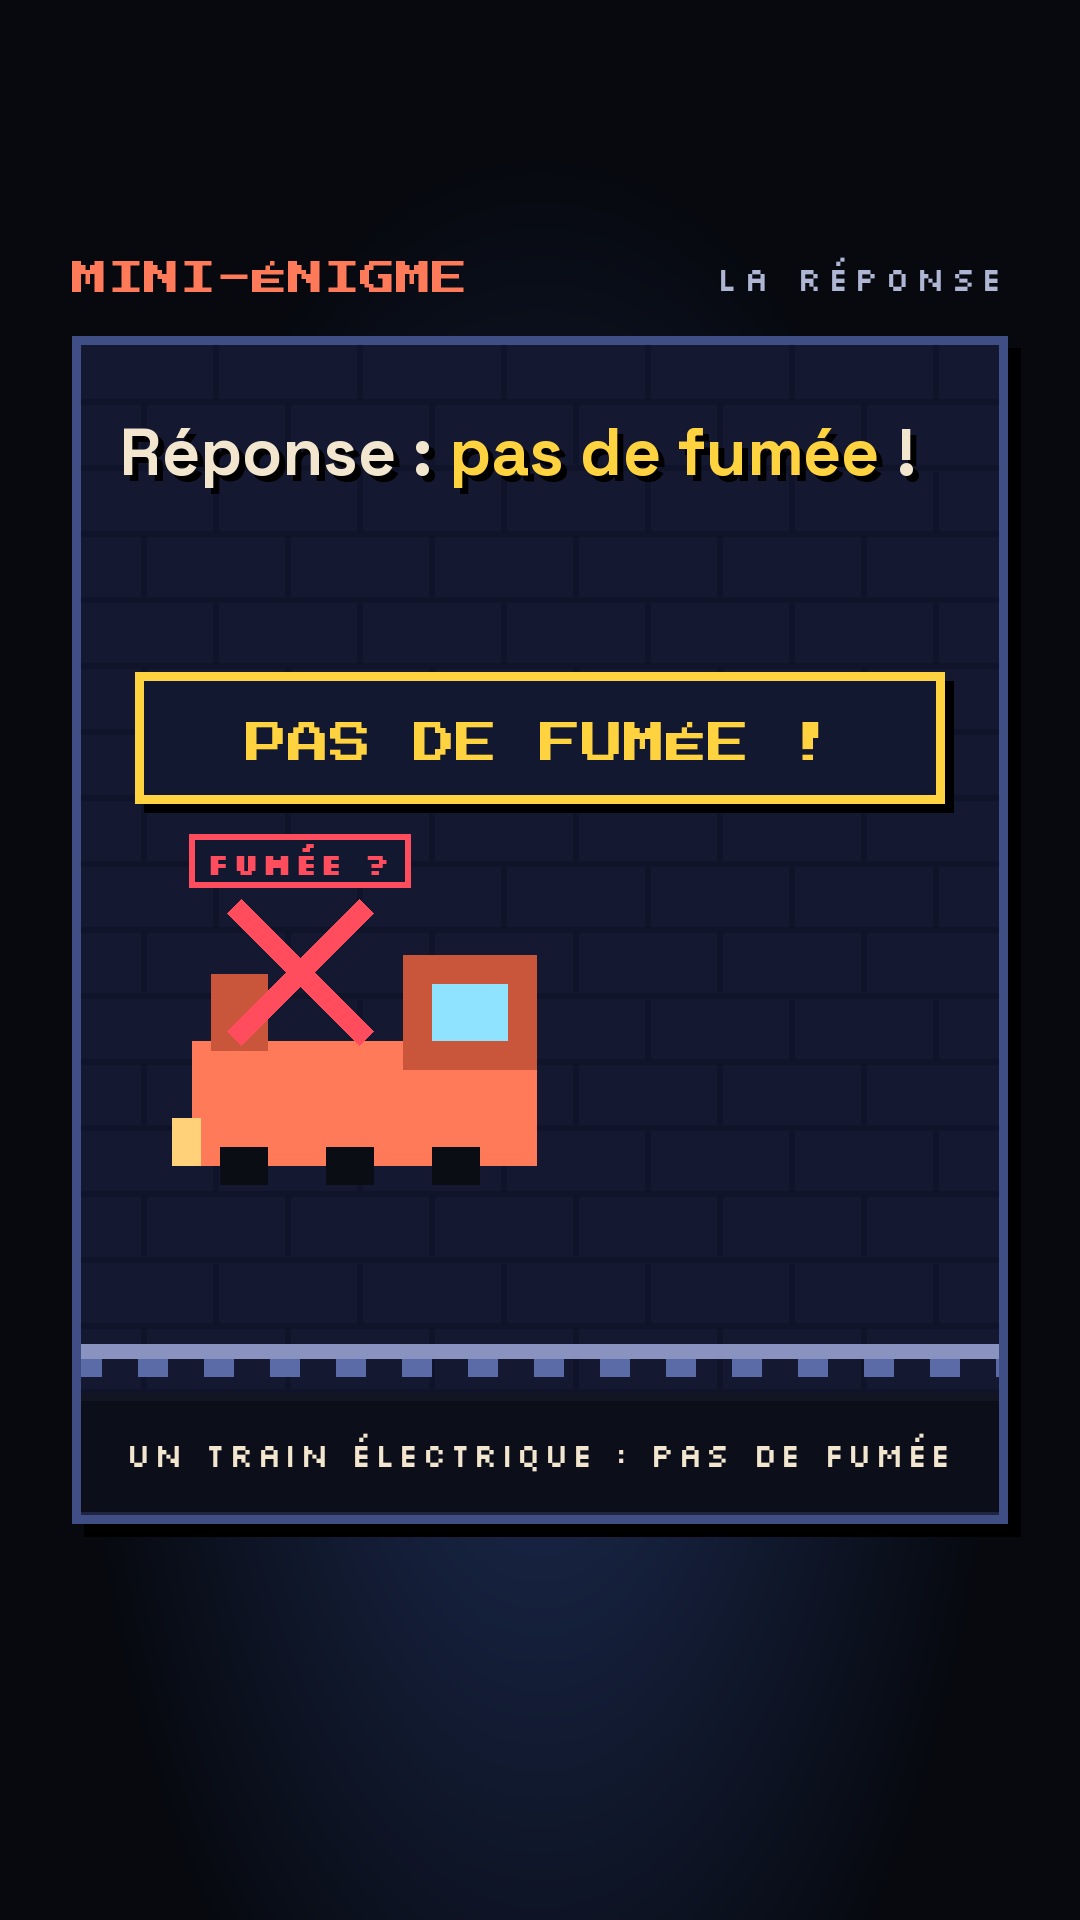 MINI-ÉNIGME
LA RÉPONSE
Réponse : pas de fumée !
PAS DE FUMÉE !
FUMÉE ?
UN TRAIN ÉLECTRIQUE : PAS DE FUMÉE